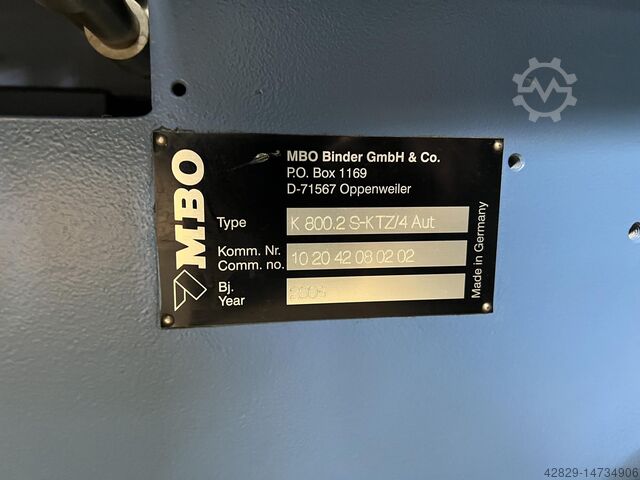 MBO
MBO Binder GmbH & Co.
P.O. Box 1169
D-71567 Oppenweiler
Type K 800.2 S-KTZ/4 Aut
Komm. Nr.
Comm. no. 10 20 42 08 02 02
Bj.
Year
Made in Germany
42829-14734906